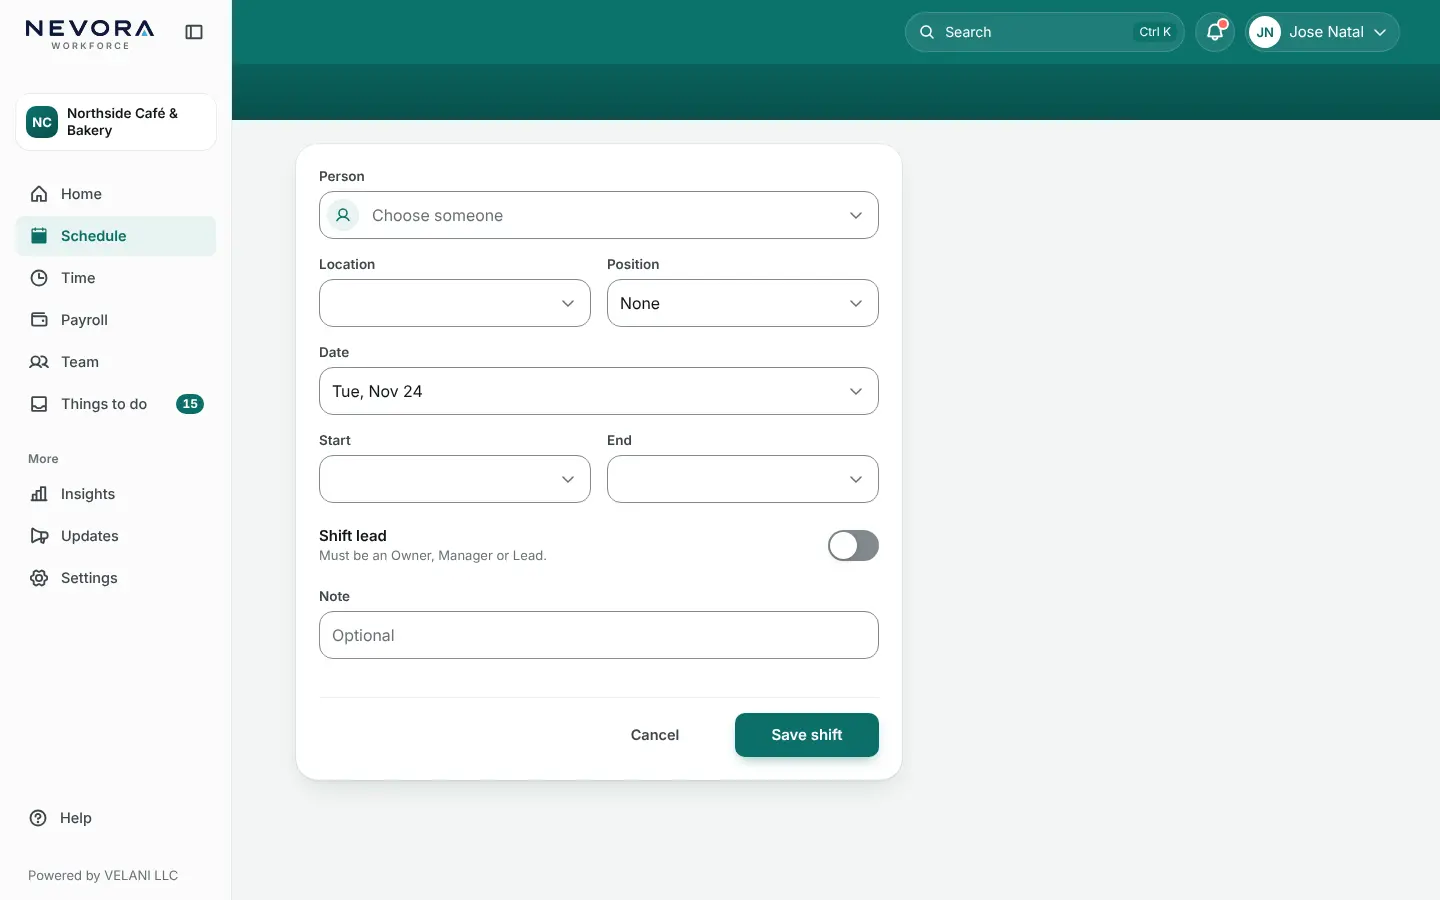 NEVORA
WORKFORCE
Search
Ctrl K
JN
Jose Natal
NC
Northside Café &
Bakery
Home
Schedule
Time
Payroll
Team
Things to do
15
More
Insights
Updates
Settings
Help
Powered by VELANI LLC
Person
Choose someone
Location
Position
None
Date
Tue, Nov 24
Start
End
Shift lead
Must be an Owner, Manager or Lead.
Note
Optional
Cancel
Save shift